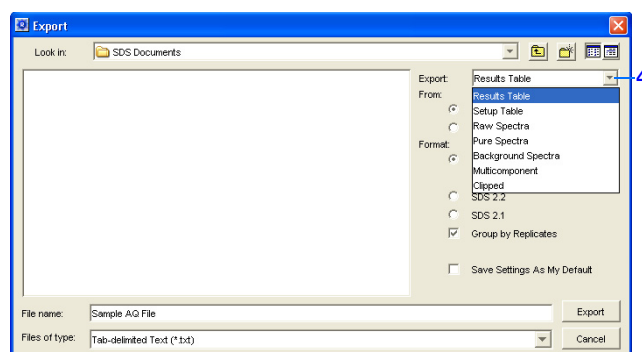 Export
Look in: SDS Documents
Export: Results Table 4
From: Results Table
Setup Table
Raw Spectra
Pure Spectra
Format: Background Spectra
Multicomponent
Clipped
SDS 2.2
SDS 2.1
Group by Replicates
Save Settings As My Default
File name: Sample AQ File Export
Files of type: Tab-delimited Text (*.txt) Cancel